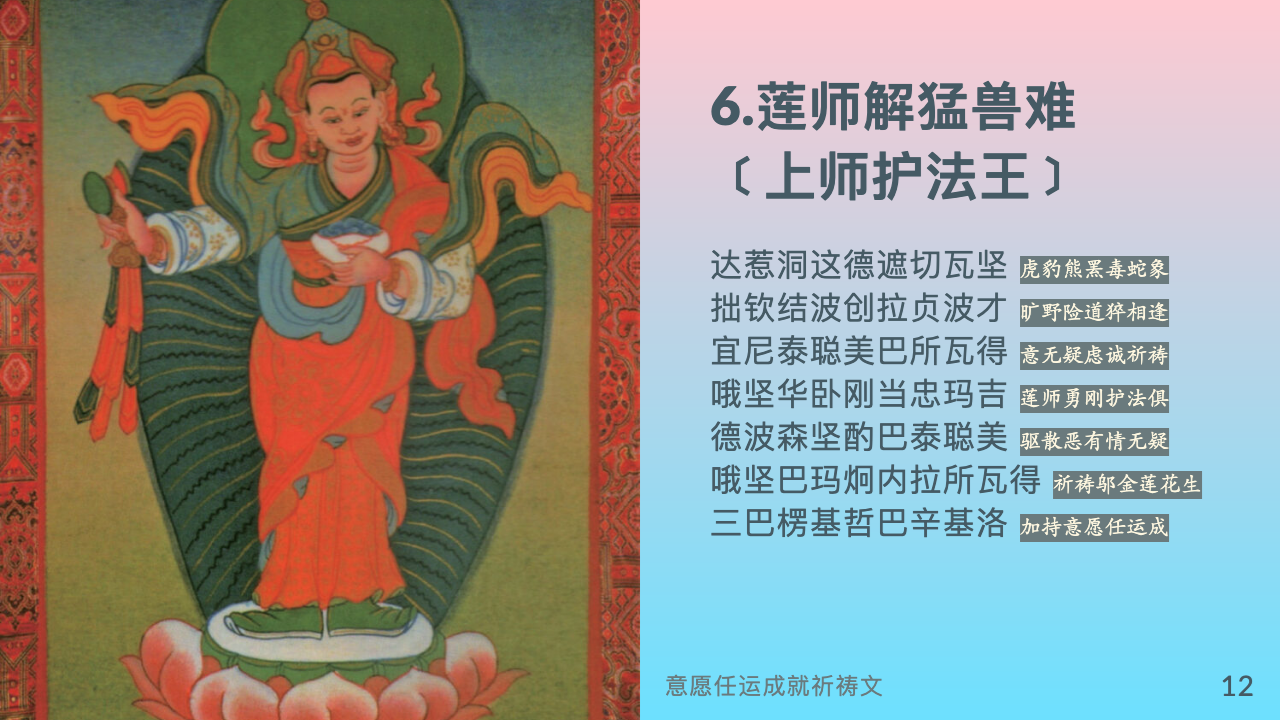 6.莲师解猛兽难
﹝上师护法王﹞
达惹洞这德遮切瓦坚 虎豹熊罴毒蛇象
拙钦结波创拉贞波才 旷野险道猝相逢
宜尼泰聪美巴所瓦得 意无疑虑诚祈祷
哦坚华卧刚当忠玛吉 莲师勇刚护法俱
德波森坚酌巴泰聪美 驱散恶有情无疑
哦坚巴玛炯内拉所瓦得 祈祷邬金莲花生
三巴楞基哲巴辛基洛 加持意愿任运成
意愿任运成就祈祷文
12